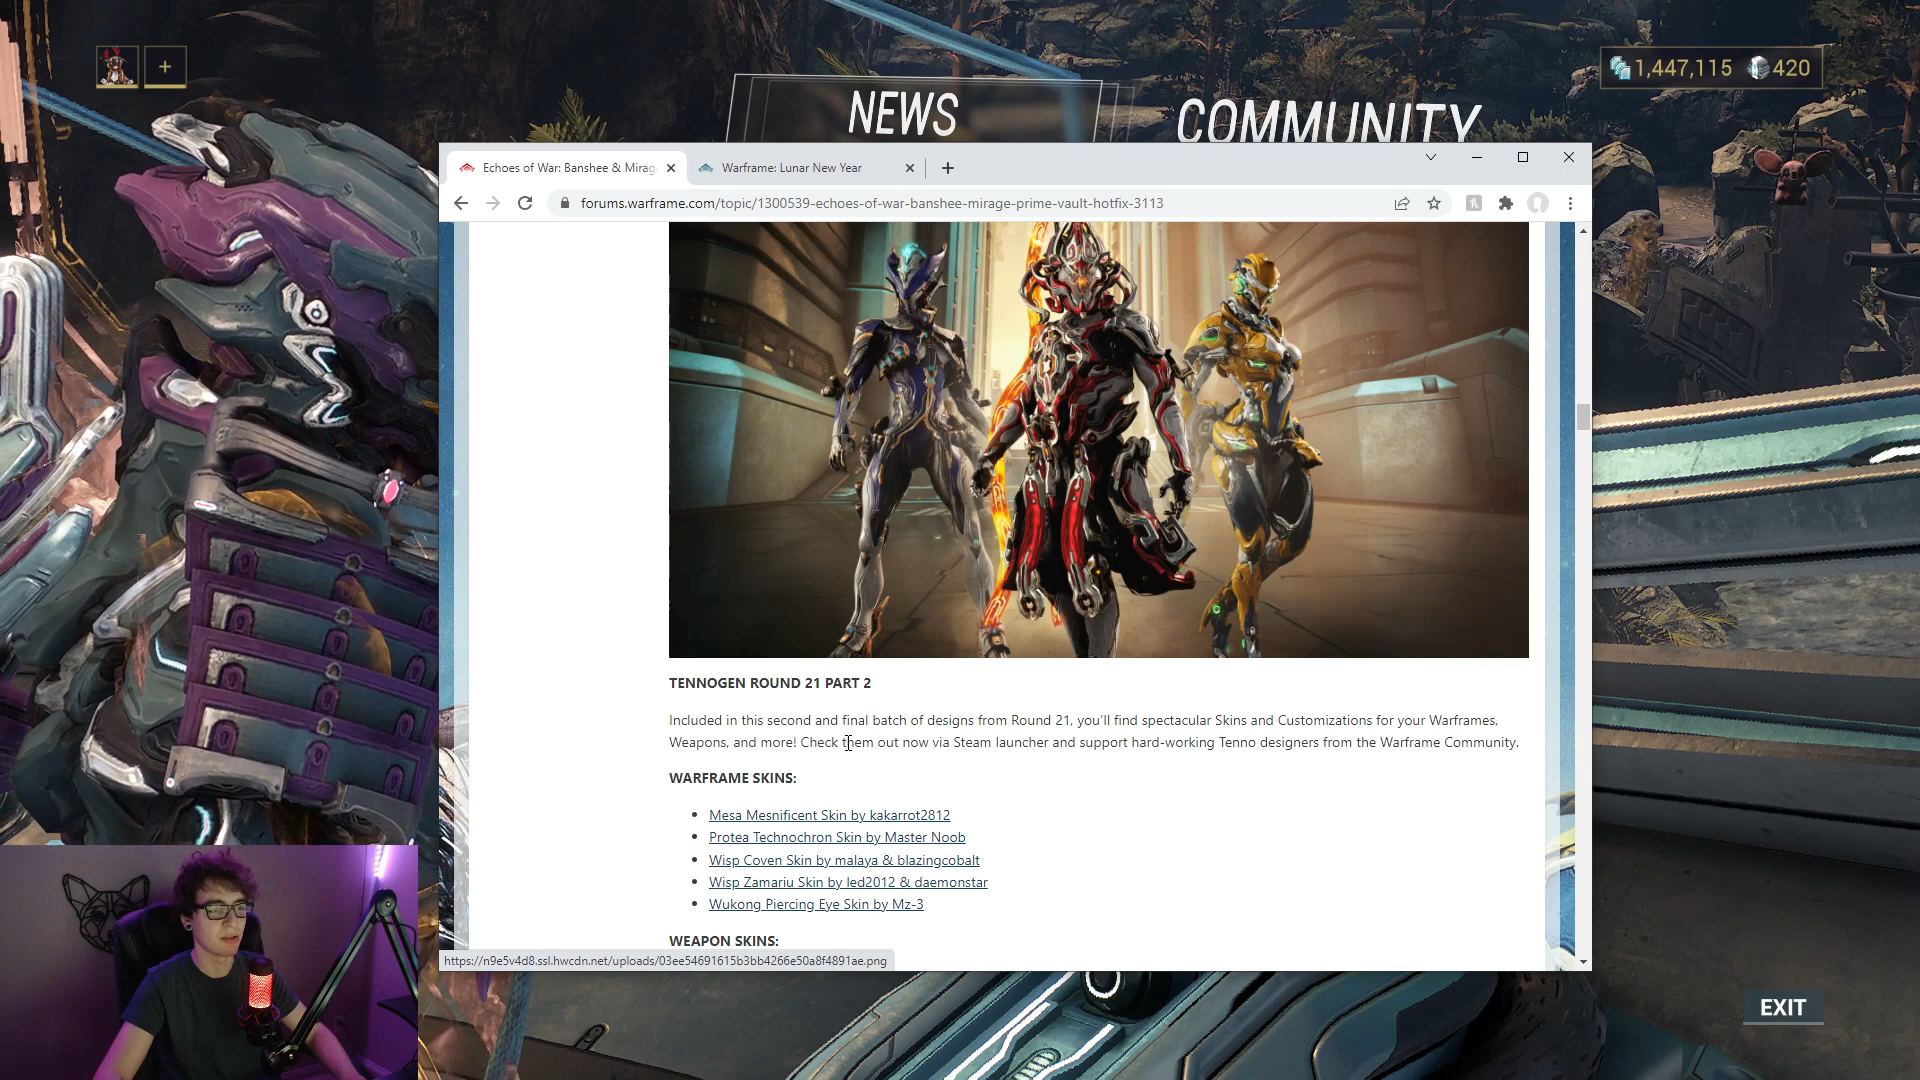 +
1,447,115 420
NEWS
COMMUNITY
Echoes of War: Banshee & Mirag
Warframe: Lunar New Year
forums.warframe.com/topic/1300539-echoes-of-war-banshee-mirage-prime-vault-hotfix-3113
TENNOGEN ROUND 21 PART 2
Included in this second and final batch of designs from Round 21, you'll find spectacular Skins and Customizations for your Warframes,
Weapons, and more! Check them out now via Steam launcher and support hard-working Tenno designers from the Warframe Community.
WARFRAME SKINS:
• Mesa Mesnificent Skin by kakarrot2812
• Protea Technochron Skin by Master Noob
• Wisp Coven Skin by malaya & blazingcobalt
• Wisp Zamariu Skin by led2012 & daemonstar
• Wukong Piercing Eye Skin by Mz-3
WEAPON SKINS:
https://n9e5v4d8.ssl.hwcdn.net/uploads/03ee54691615b3bb4266e50a8f4891ae.png
EXIT